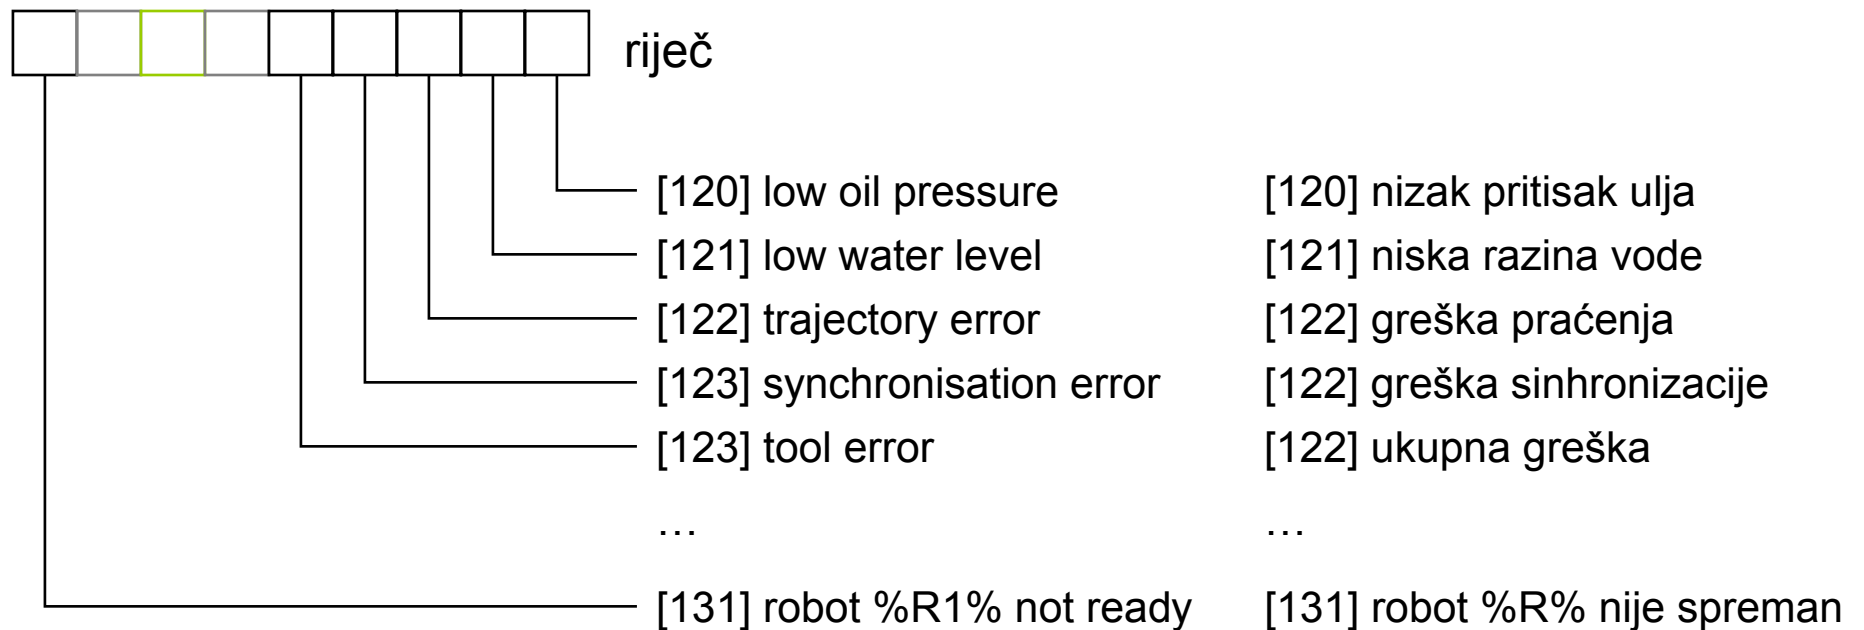 riječ
[120] low oil pressure [120] nizak pritisak ulja
[121] low water level [121] niska razina vode
[122] trajectory error [122] greška praćenja
[123] synchronisation error [122] greška sinhronizacije
[123] tool error [122] ukupna greška
… …
[131] robot %R1% not ready [131] robot %R% nije spreman